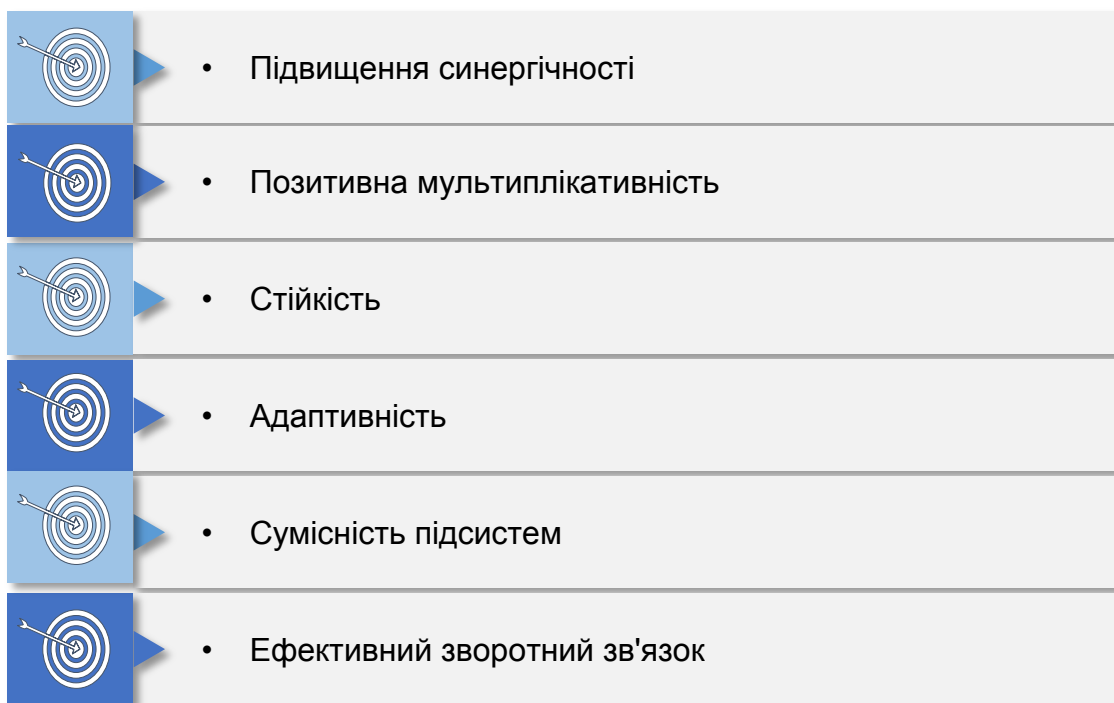 • Підвищення синергічності
• Позитивна мультиплікативність
• Стійкість
• Адаптивність
• Сумісність підсистем
• Ефективний зворотний зв'язок